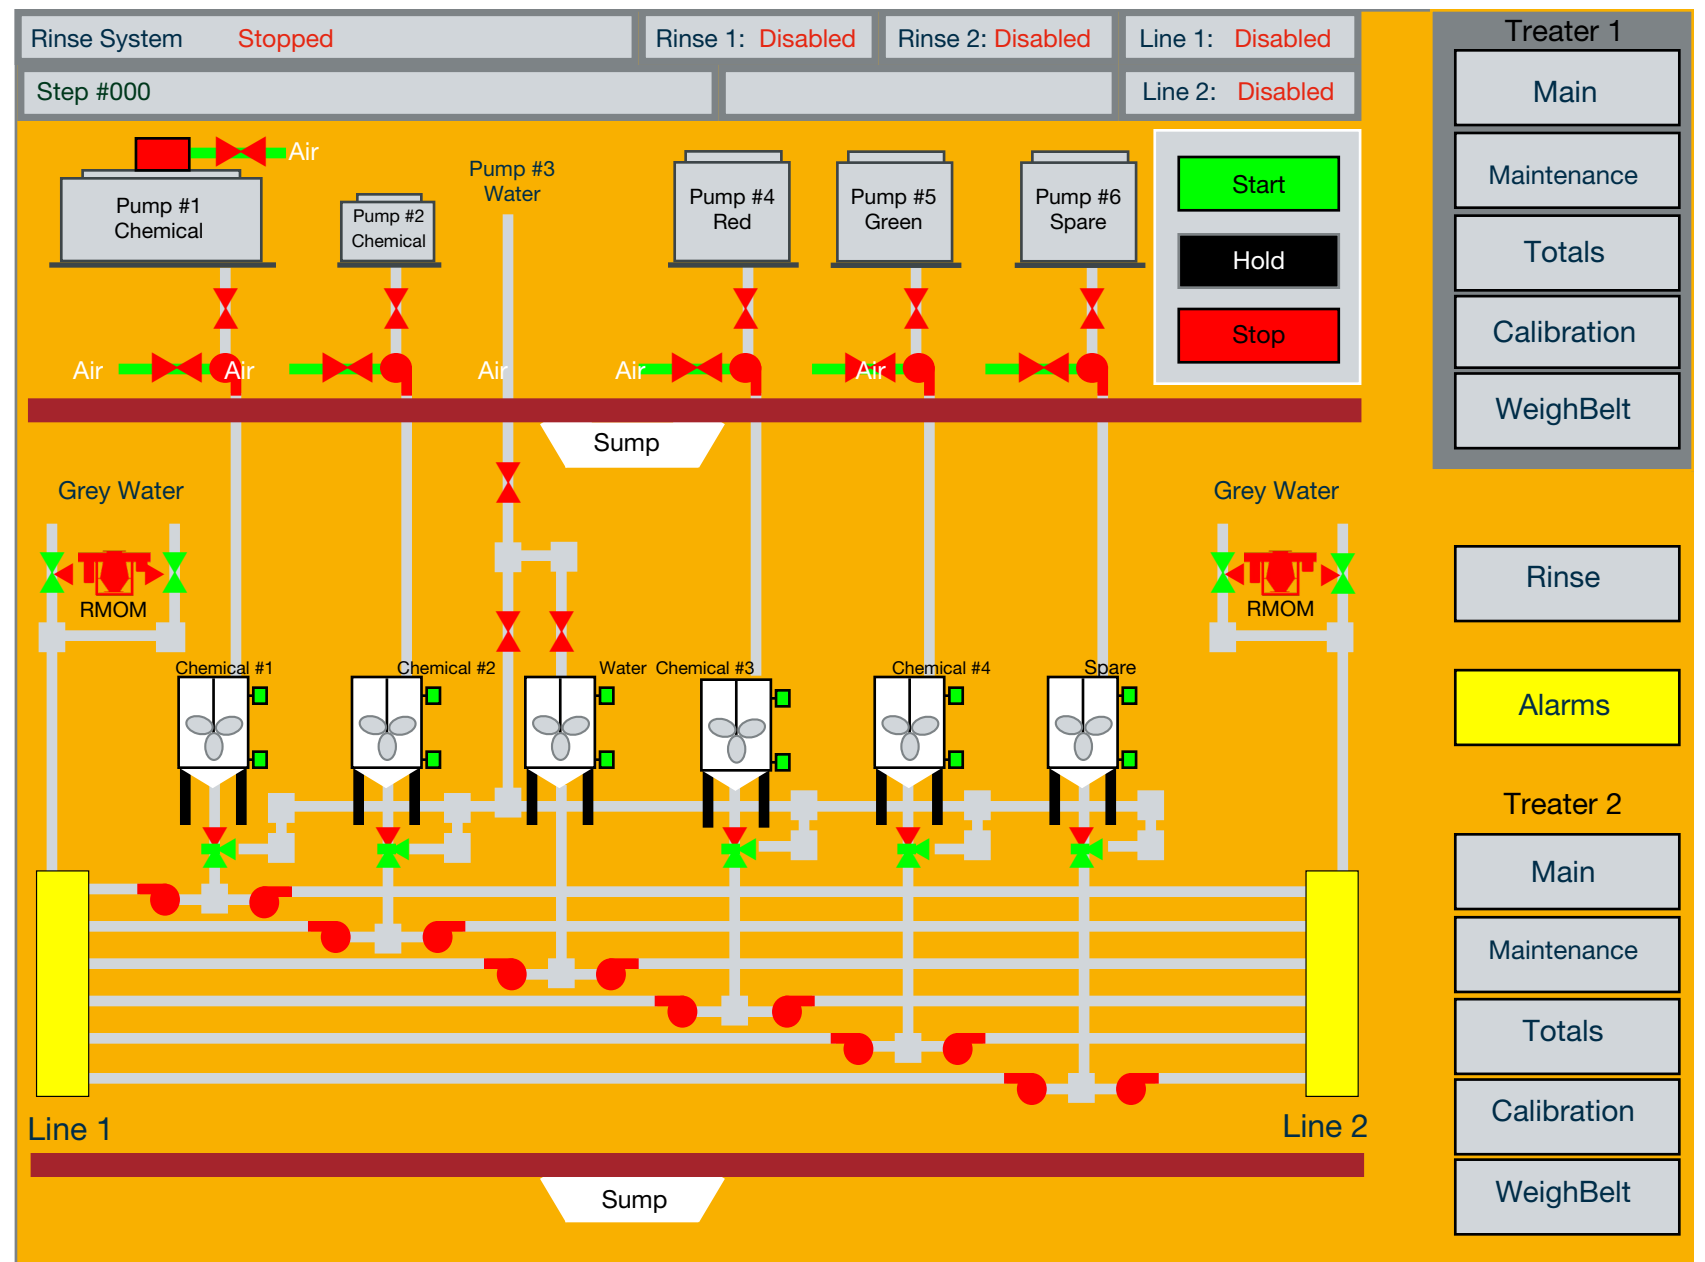 Rinse System Stopped
Rinse 1: Disabled
Rinse 2: Disabled
Line 1: Disabled
Step #000
Line 2: Disabled
Treater 1
Main
Maintenance
Totals
Calibration
WeighBelt
Air
Pump #1
Chemical
Pump #2
Chemical
Pump #3
Water
Pump #4
Red
Pump #5
Green
Pump #6
Spare
Start
Hold
Stop
Air
Air
Air
Air
Air
Sump
Grey Water
Grey Water
RMOM
RMOM
Rinse
Chemical #1
Chemical #2
Water
Chemical #3
Chemical #4
Spare
Alarms
Treater 2
Main
Maintenance
Totals
Calibration
WeighBelt
Line 1
Line 2
Sump